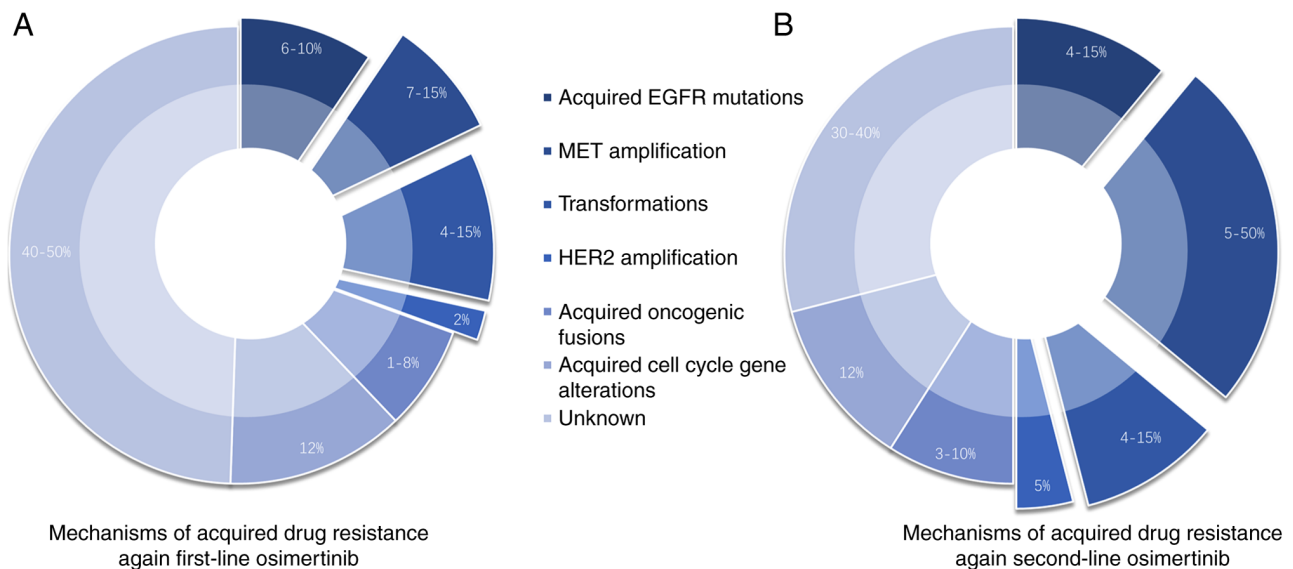 A
B
6-10%
7-15%
4-15%
2%
1-8%
12%
40-50%
Acquired EGFR mutations
MET amplification
Transformations
HER2 amplification
Acquired oncogenic
fusions
Acquired cell cycle gene
alterations
Unknown
4-15%
5-50%
4-15%
5%
3-10%
12%
30-40%
Mechanisms of acquired drug resistance
again first-line osimertinib
Mechanisms of acquired drug resistance
again second-line osimertinib